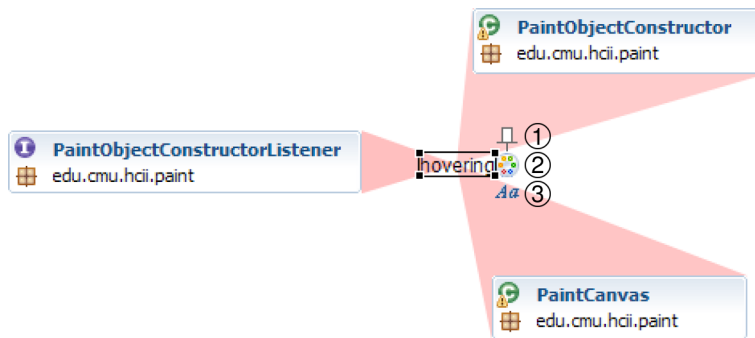 PaintObjectConstructor
edu.cmu.hcii.paint
①
PaintObjectConstructorListener
edu.cmu.hcii.paint
hovering
②
Aa ③
PaintCanvas
edu.cmu.hcii.paint